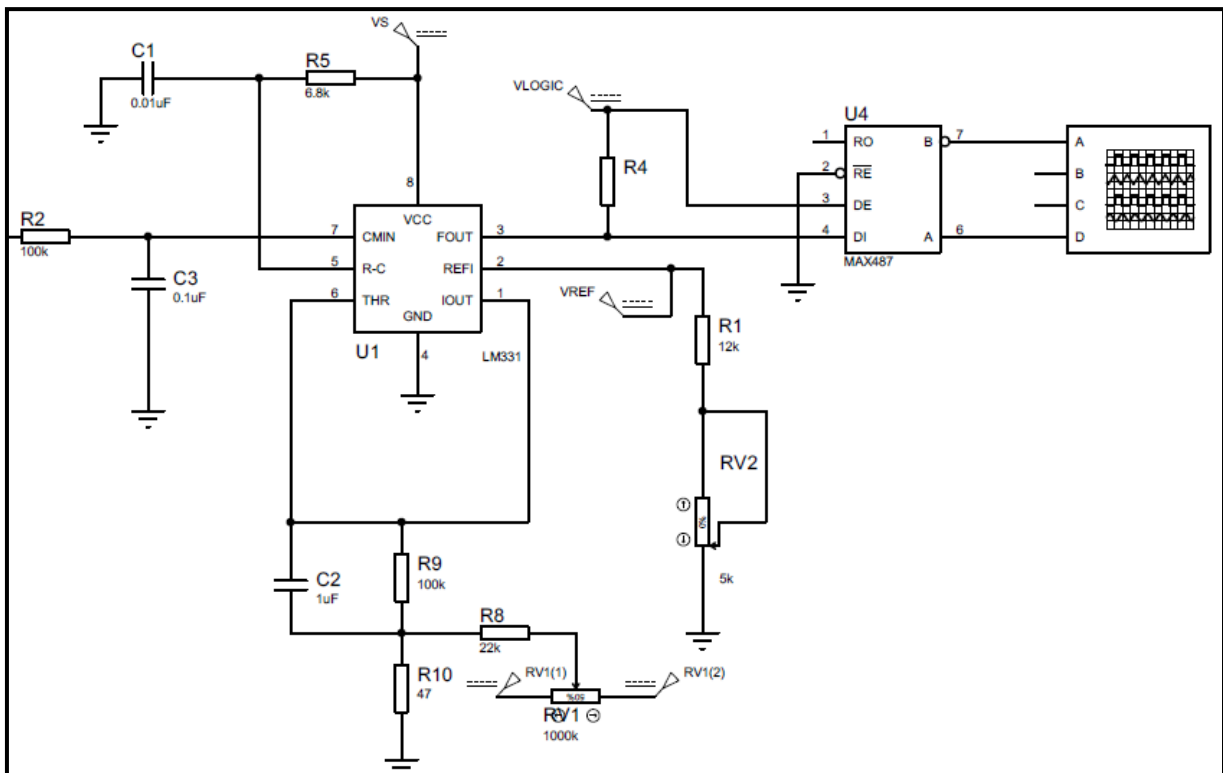 VS
C1
0.01uF
R5
6.8k
VLOGIC
U4
R4
1 RO B 7
2 RE
3 DE
4 DI A 6
MAX487
A
B
C
D
R2
100k
C3
0.1uF
8
VCC
7 CMIN FOUT 3
5 R-C REFI 2
6 THR IOUT 1
GND
U1
4
LM331
VREF
R1
12k
RV2
0%
5k
C2
1uF
R9
100k
R8
22k
R10
47
RV1(1)
RV1(2)
50%
RV1
1000k